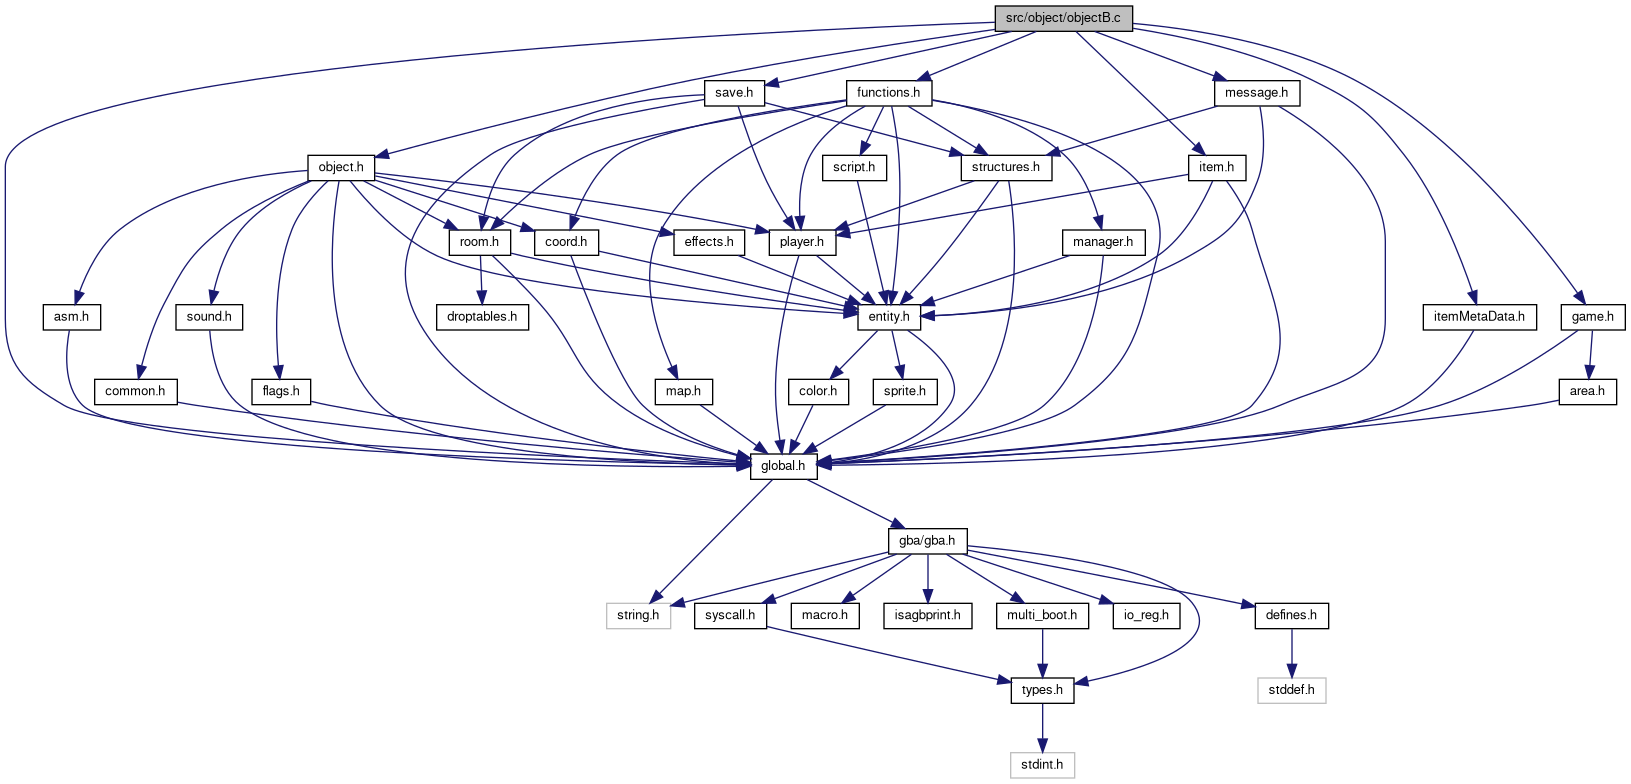 src/object/objectB.c
save.h
functions.h
message.h
object.h
script.h
structures.h
item.h
room.h
coord.h
effects.h
player.h
manager.h
asm.h
sound.h
droptables.h
entity.h
itemMetaData.h
game.h
common.h
flags.h
map.h
color.h
sprite.h
area.h
global.h
gba/gba.h
string.h
syscall.h
macro.h
isagbprint.h
multi_boot.h
io_reg.h
defines.h
types.h
stddef.h
stdint.h